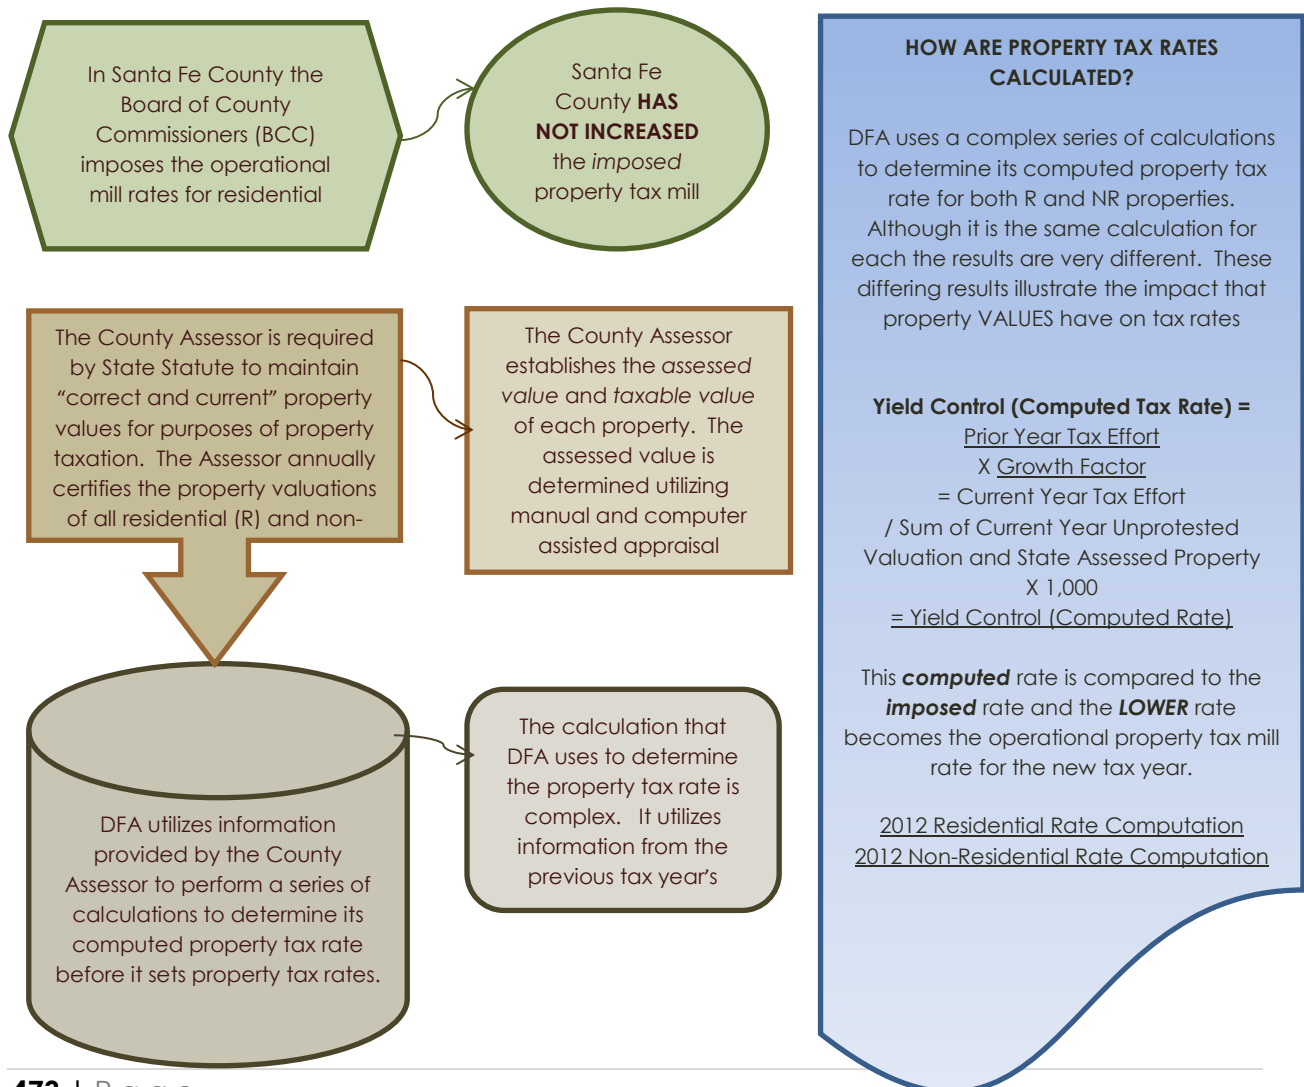 In Santa Fe County the
Board of County
Commissioners (BCC)
imposes the operational
mill rates for residential
Santa Fe
County HAS
NOT INCREASED
the imposed
property tax mill
The County Assessor is required
by State Statute to maintain
“correct and current” property
values for purposes of property
taxation.  The Assessor annually
certifies the property valuations
of all residential (R) and non-
The County Assessor
establishes the assessed
value and taxable value
of each property.  The
assessed value is
determined utilizing
manual and computer
assisted appraisal
DFA utilizes information
provided by the County
Assessor to perform a series of
calculations to determine its
computed property tax rate
before it sets property tax rates.
The calculation that
DFA uses to determine
the property tax rate is
complex.   It utilizes
information from the
previous tax year’s
HOW ARE PROPERTY TAX RATES
CALCULATED?
DFA uses a complex series of calculations
to determine its computed property tax
rate for both R and NR properties.
Although it is the same calculation for
each the results are very different.  These
differing results illustrate the impact that
property VALUES have on tax rates
Yield Control (Computed Tax Rate) =
Prior Year Tax Effort
X Growth Factor
= Current Year Tax Effort
/ Sum of Current Year Unprotested
Valuation and State Assessed Property
X 1,000
= Yield Control (Computed Rate)
This computed rate is compared to the
imposed rate and the LOWER rate
becomes the operational property tax mill
rate for the new tax year.
2012 Residential Rate Computation
2012 Non-Residential Rate Computation